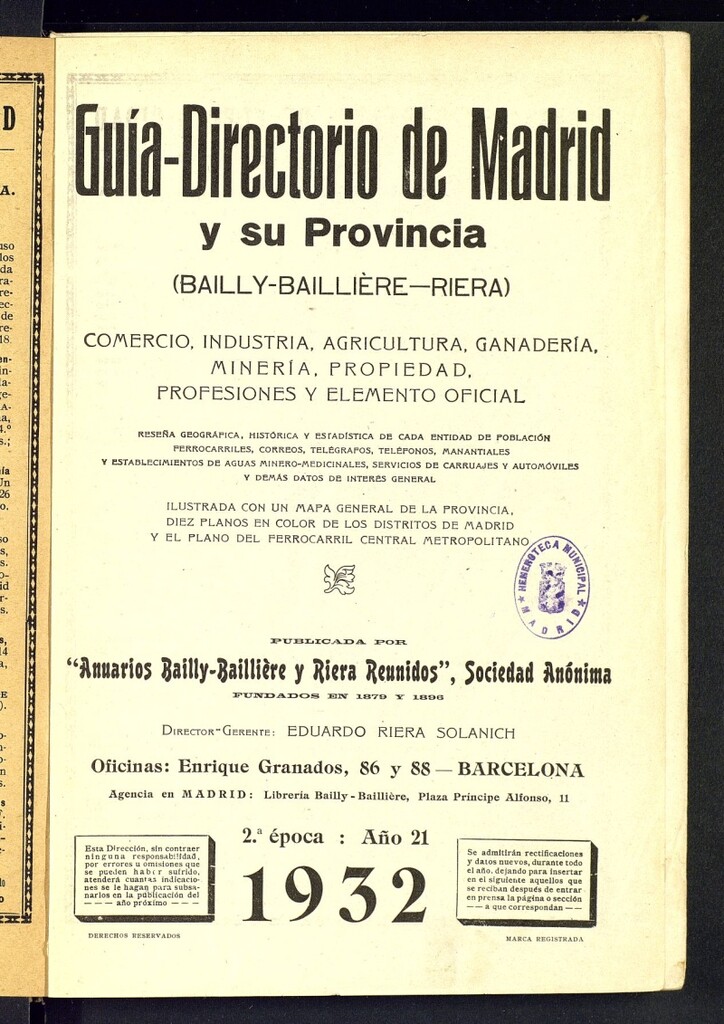 Guía-Directorio de Madrid
y su Provincia
(BAILLY-BAILLIÈRE—RIERA)
COMERCIO, INDUSTRIA, AGRICULTURA, GANADERÍA,
MINERÍA, PROPIEDAD,
PROFESIONES Y ELEMENTO OFICIAL
RESEÑA GEOGRÁFICA, HISTÓRICA Y ESTADÍSTICA DE CADA ENTIDAD DE POBLACIÓN
FERROCARRILES, CORREOS, TELÉGRAFOS, TELÉFONOS, MANANTIALES
Y ESTABLECIMIENTOS DE AGUAS MINERO-MEDICINALES, SERVICIOS DE CARRUAJES Y AUTOMÓVILES
Y DEMÁS DATOS DE INTERÉS GENERAL
ILUSTRADA CON UN MAPA GENERAL DE LA PROVINCIA,
DIEZ PLANOS EN COLOR DE LOS DISTRITOS DE MADRID
Y EL PLANO DEL FERROCARRIL CENTRAL METROPOLITANO
HEMEROTECA MUNICIPAL
MADRID
PUBLICADA POR
"Anuarios Bailly-Baillière y Riera Reunidos", Sociedad Anónima
FUNDADOS EN 1879 Y 1896
DIRECTOR-GERENTE: EDUARDO RIERA SOLANICH
Oficinas: Enrique Granados, 86 y 88 — BARCELONA
Agencia en MADRID: Librería Bailly-Baillière, Plaza Príncipe Alfonso, 11
Esta Dirección, sin contraer
ninguna responsabilidad,
por errores u omisiones que
se pueden haber sufrido,
atenderá cuantas indicacio-
nes se le hagan para subsa-
narlos en la publicación del
— — — año próximo — — —
2.ª época : Año 21
1932
Se admitirán rectificaciones
y datos nuevos, durante todo
el año, dejando para insertar
en el siguiente aquellos que
se reciban después de entrar
en prensa la página o sección
— — a que correspondan — —
DERECHOS RESERVADOS
MARCA REGISTRADA